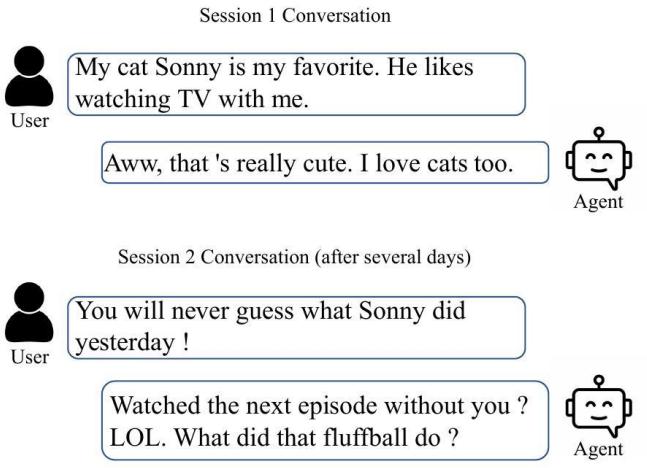 Session 1 Conversation
My cat Sonny is my favorite. He likes
watching TV with me.
User
Aww, that 's really cute. I love cats too.
Agent
Session 2 Conversation (after several days)
You will never guess what Sonny did
yesterday !
User
Watched the next episode without you ?
LOL. What did that fluffball do ?
Agent